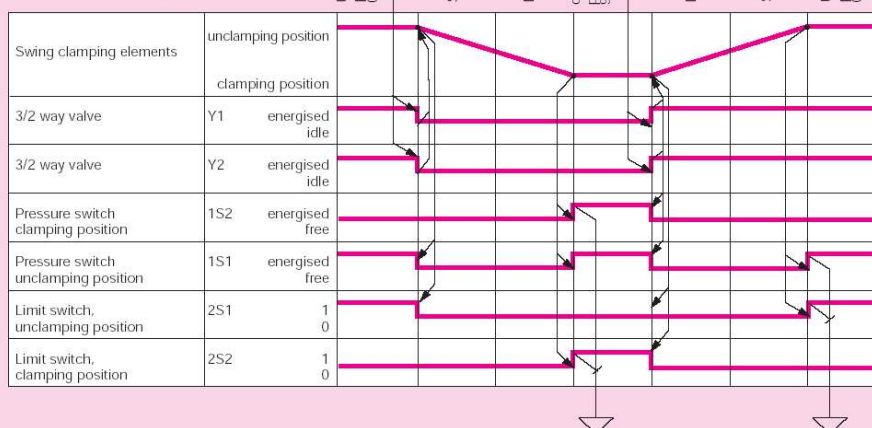 Swing clamping elements
unclamping position
clamping position
3/2 way valve
Y1
energised
idle
3/2 way valve
Y2
energised
idle
Pressure switch
clamping position
1S2
energised
free
Pressure switch
unclamping position
1S1
energised
free
Limit switch,
unclamping position
2S1
1
0
Limit switch,
clamping position
2S2
1
0